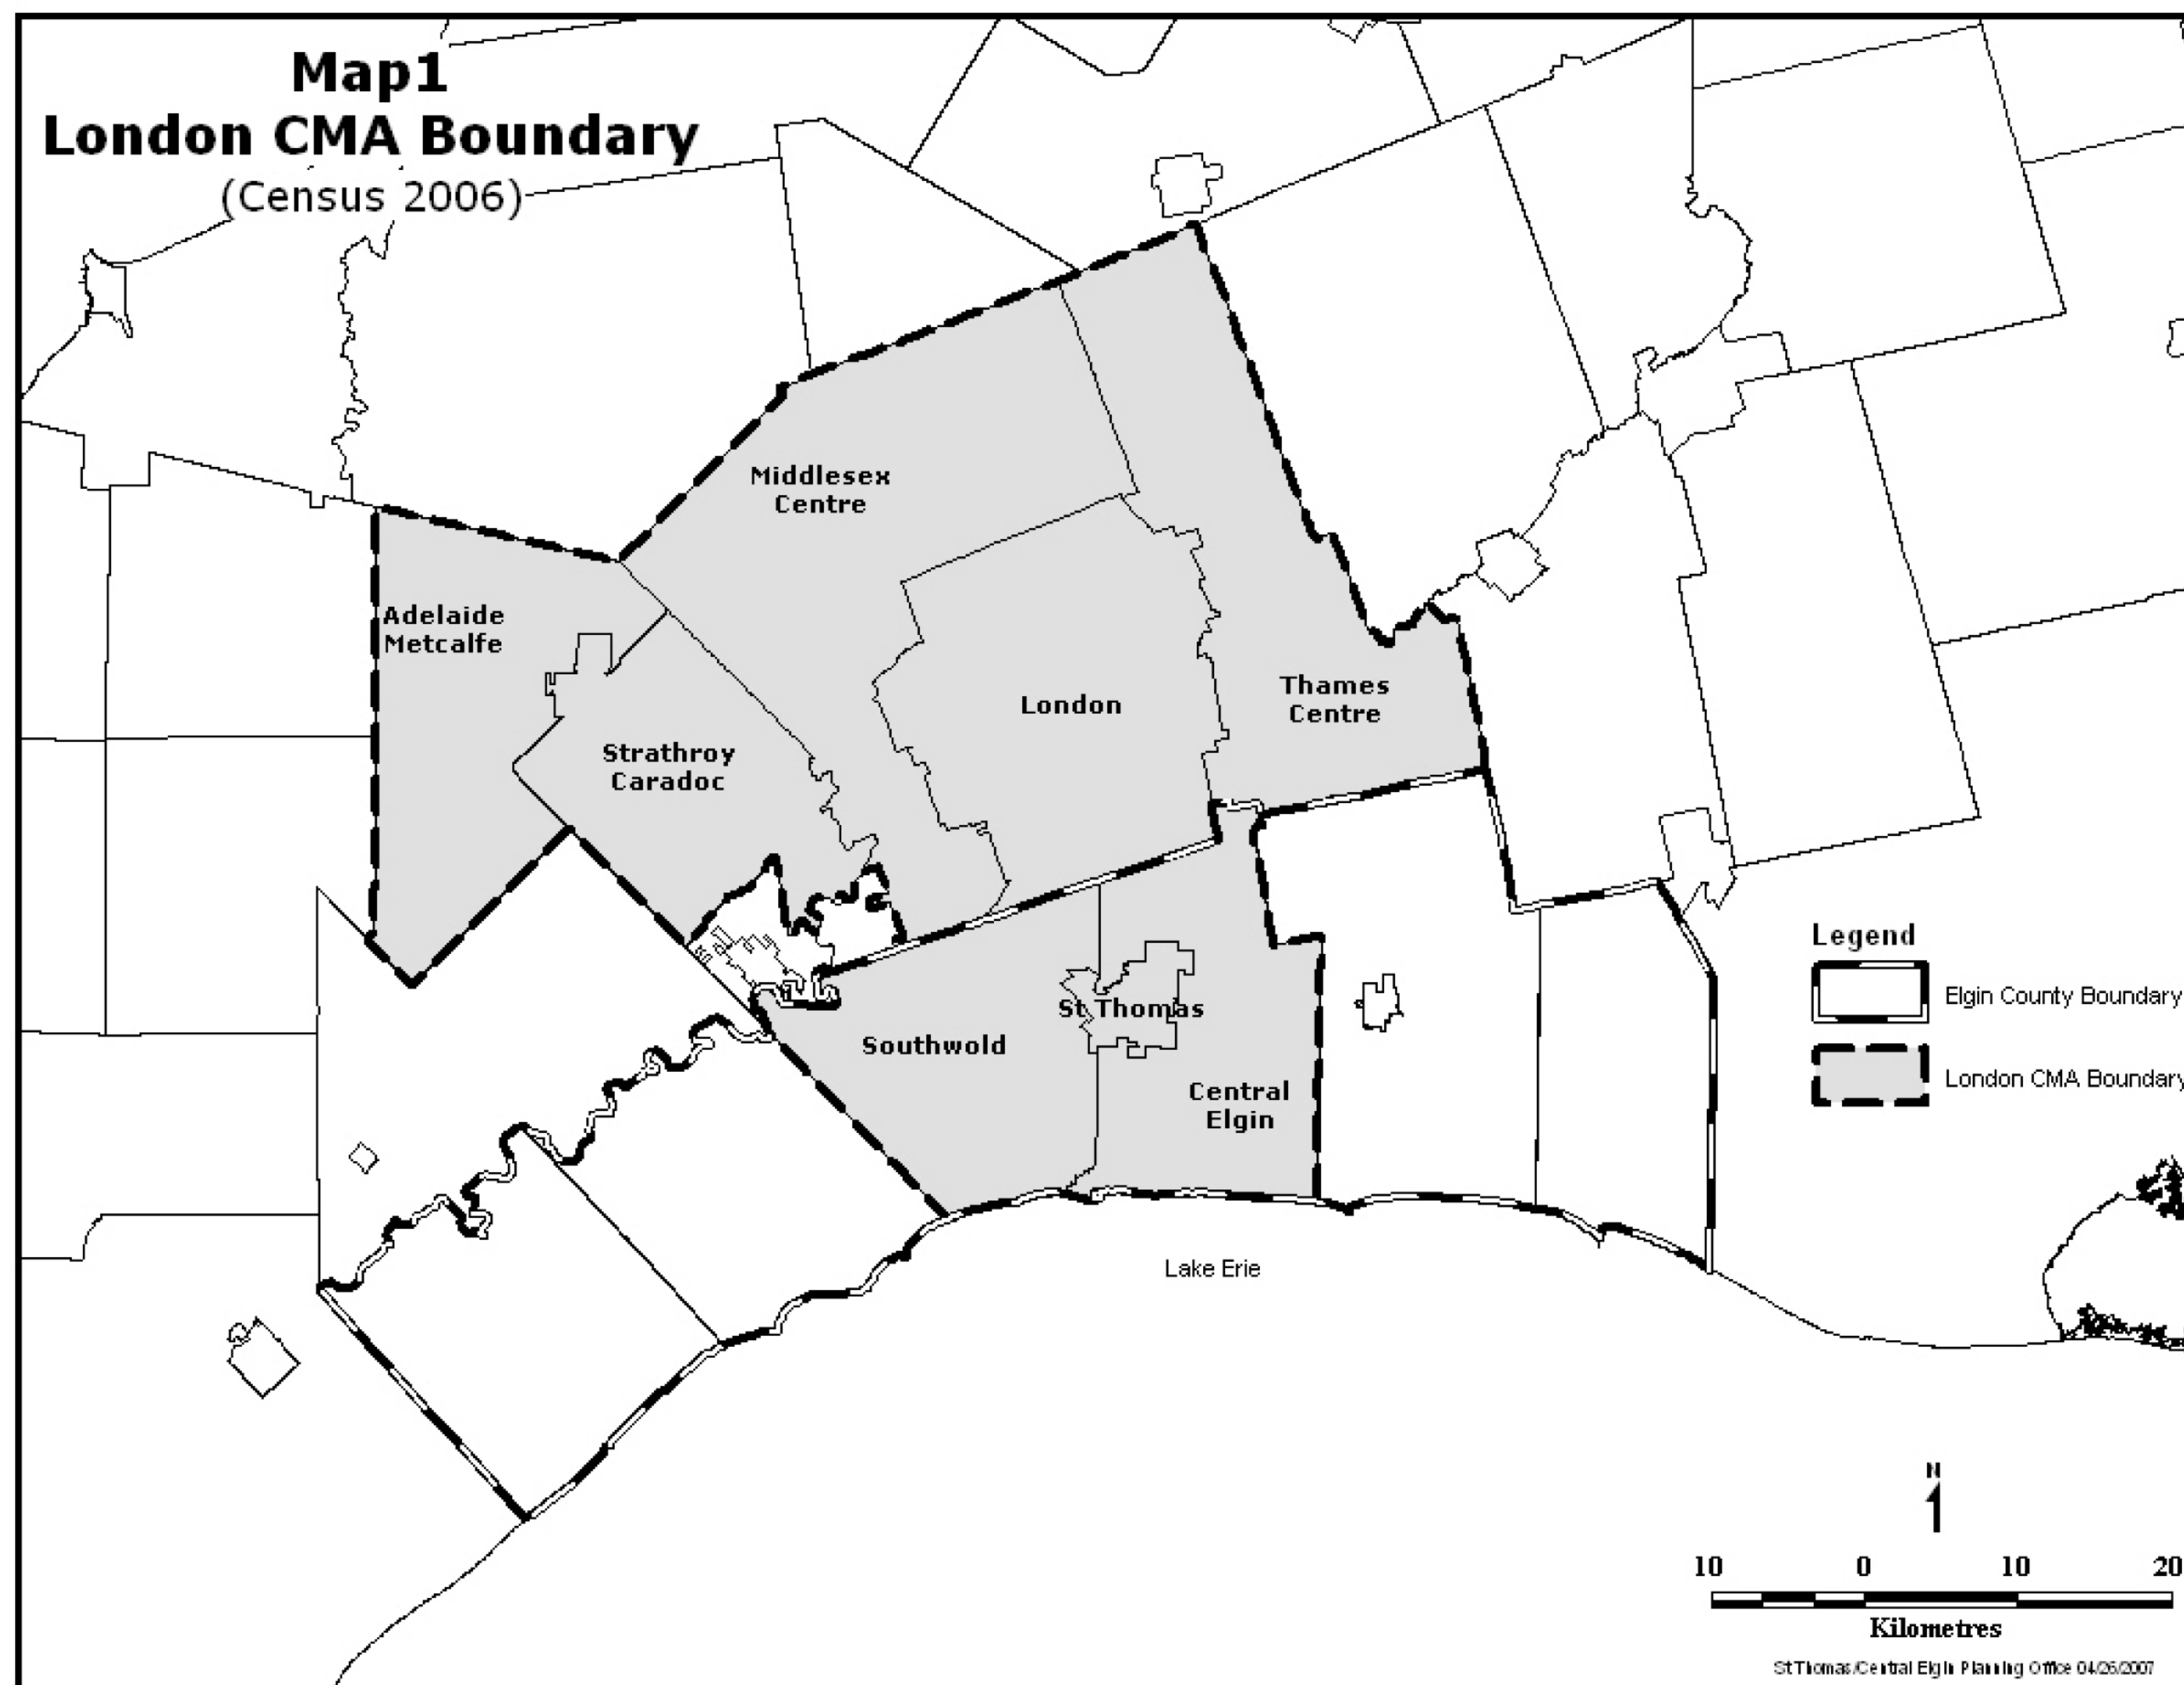 Map1
London CMA Boundary
(Census 2006)
Middlesex
Centre
Adelaide
Metcalfe
London
Thames
Centre
Strathroy
Caradoc
Legend
Elgin County Boundary
London CMA Boundary
St Thomas
Southwold
Central
Elgin
Lake Erie
N
10 0 10 20
Kilometres
St Thomas/Central Elgin Planning Office 04/26/2007